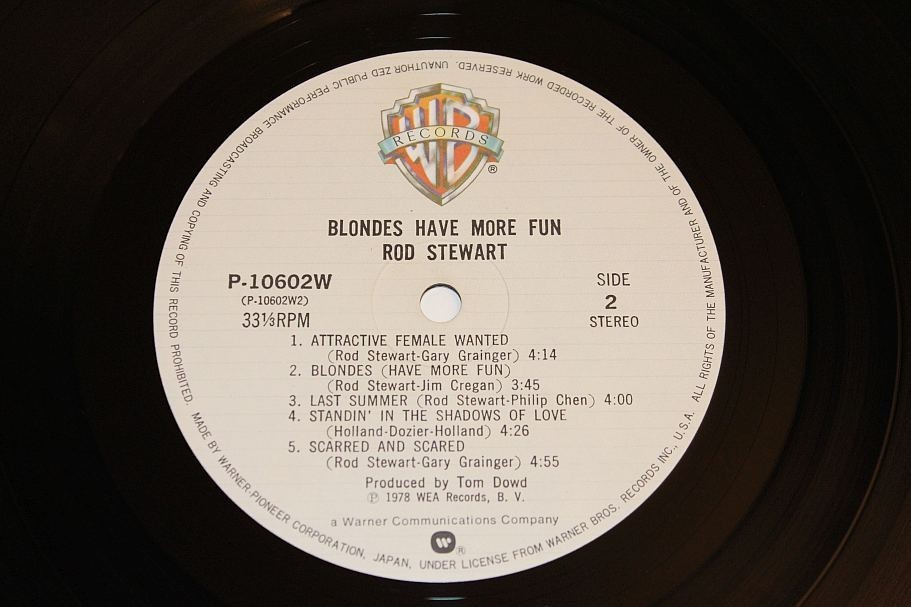 WB
RECORDS
®
BLONDES HAVE MORE FUN
ROD STEWART
P-10602W
(P-10602W2)
33⅓RPM
SIDE
2
STEREO
1. ATTRACTIVE FEMALE WANTED
(Rod Stewart-Gary Grainger) 4:14
2. BLONDES (HAVE MORE FUN)
(Rod Stewart-Jim Cregan) 3:45
3. LAST SUMMER (Rod Stewart-Philip Chen) 4:00
4. STANDIN' IN THE SHADOWS OF LOVE
(Holland-Dozier-Holland) 4:26
5. SCARRED AND SCARED
(Rod Stewart-Gary Grainger) 4:55
Produced by Tom Dowd
Ⓟ 1978 WEA Records, B. V.
a Warner Communications Company
W®
MADE BY WARNER-PIONEER CORPORATION, JAPAN, UNDER LICENSE FROM WARNER BROS. RECORDS INC., U.S.A. ALL RIGHTS OF THE MANUFACTURER AND OF THE OWNER OF THE RECORDED WORK RESERVED. UNAUTHORIZED PUBLIC PERFORMANCE BROADCASTING AND COPYING OF THIS RECORD PROHIBITED.